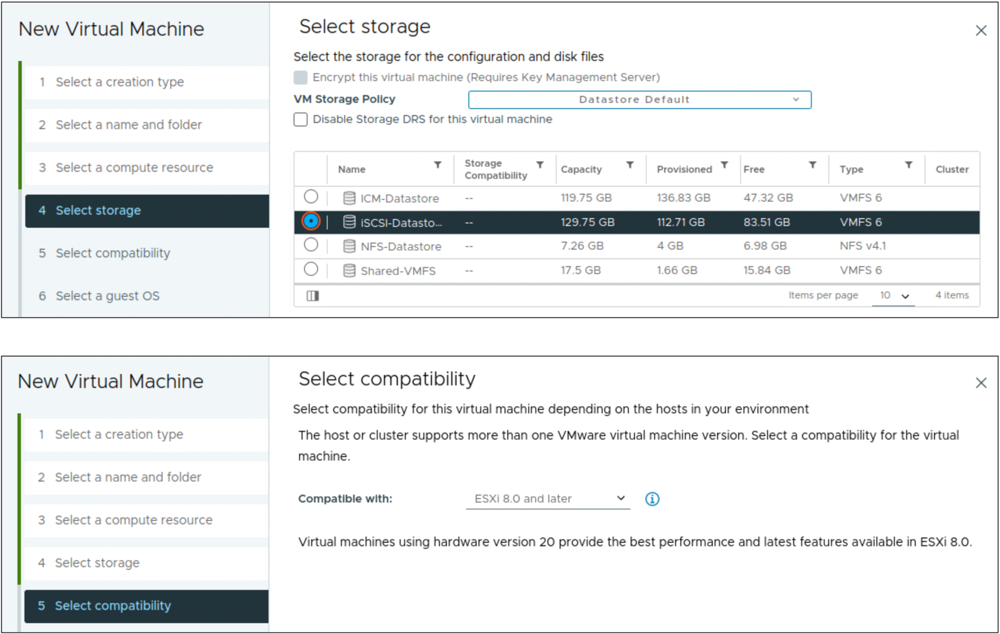 New Virtual Machine
1 Select a creation type
2 Select a name and folder
3 Select a compute resource
4 Select storage
5 Select compatibility
6 Select a guest OS
Select storage
Select the storage for the configuration and disk files
Encrypt this virtual machine (Requires Key Management Server)
VM Storage Policy Datastore Default
Disable Storage DRS for this virtual machine
Name Storage Compatibility Capacity Provisioned Free Type Cluster
ICM-Datastore -- 119.75 GB 136.83 GB 47.32 GB VMFS 6
iSCSI-Datasto... -- 129.75 GB 112.71 GB 83.51 GB VMFS 6
NFS-Datastore -- 7.26 GB 4 GB 6.98 GB NFS v4.1
Shared-VMFS -- 17.5 GB 1.66 GB 15.84 GB VMFS 6
Items per page 10 4 items
New Virtual Machine
1 Select a creation type
2 Select a name and folder
3 Select a compute resource
4 Select storage
5 Select compatibility
Select compatibility
Select compatibility for this virtual machine depending on the hosts in your environment
The host or cluster supports more than one VMware virtual machine version. Select a compatibility for the virtual
machine.
Compatible with: ESXi 8.0 and later
Virtual machines using hardware version 20 provide the best performance and latest features available in ESXi 8.0.